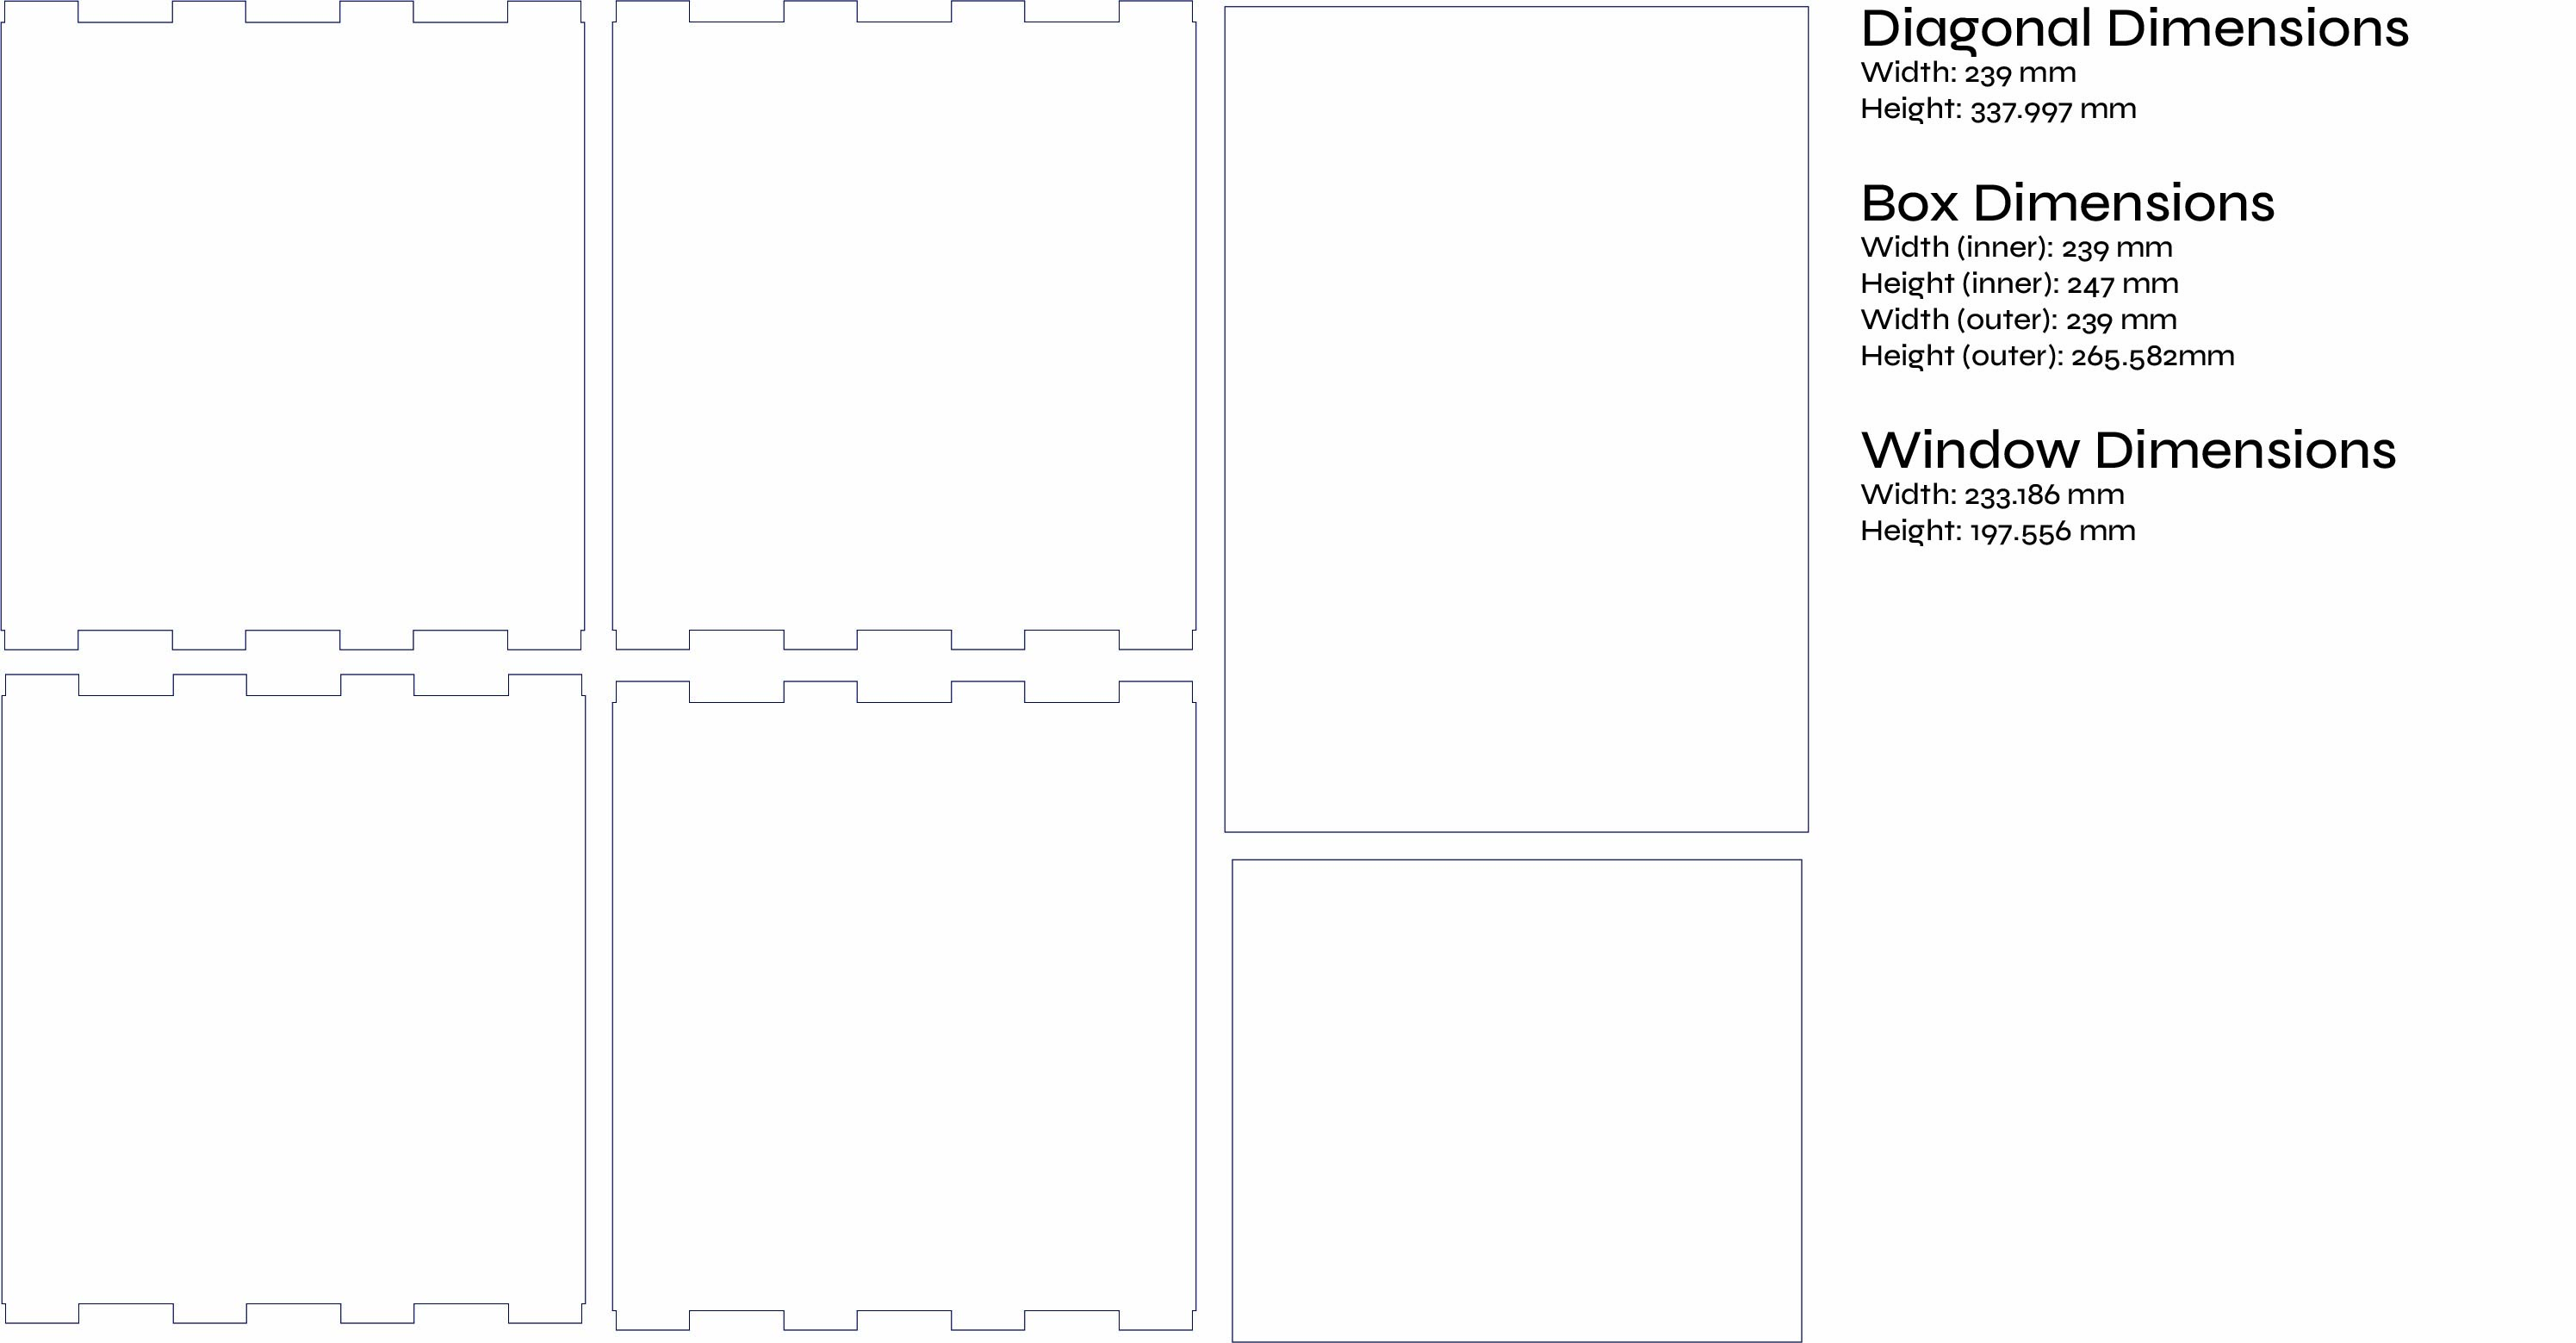 Diagonal Dimensions
Width: 239 mm
Height: 337.997 mm
Box Dimensions
Width (inner): 239 mm
Height (inner): 247 mm
Width (outer): 239 mm
Height (outer): 265.582mm
Window Dimensions
Width: 233.186 mm
Height: 197.556 mm